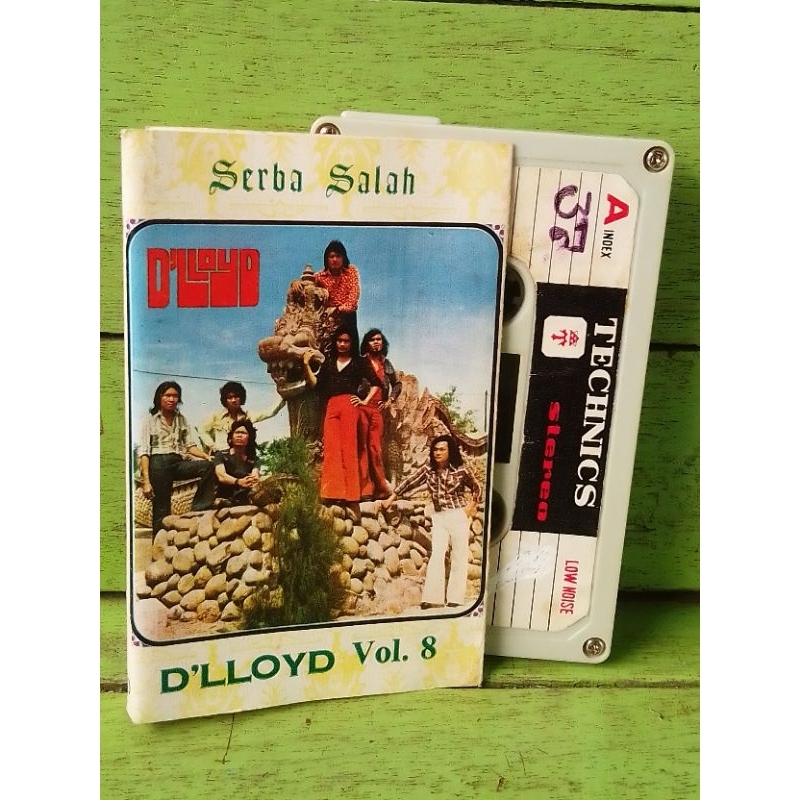 Serba Salah
D'LLOYD
D'LLOYD Vol. 8
A
INDEX
37
TECHNICS
stereo
LOW NOISE